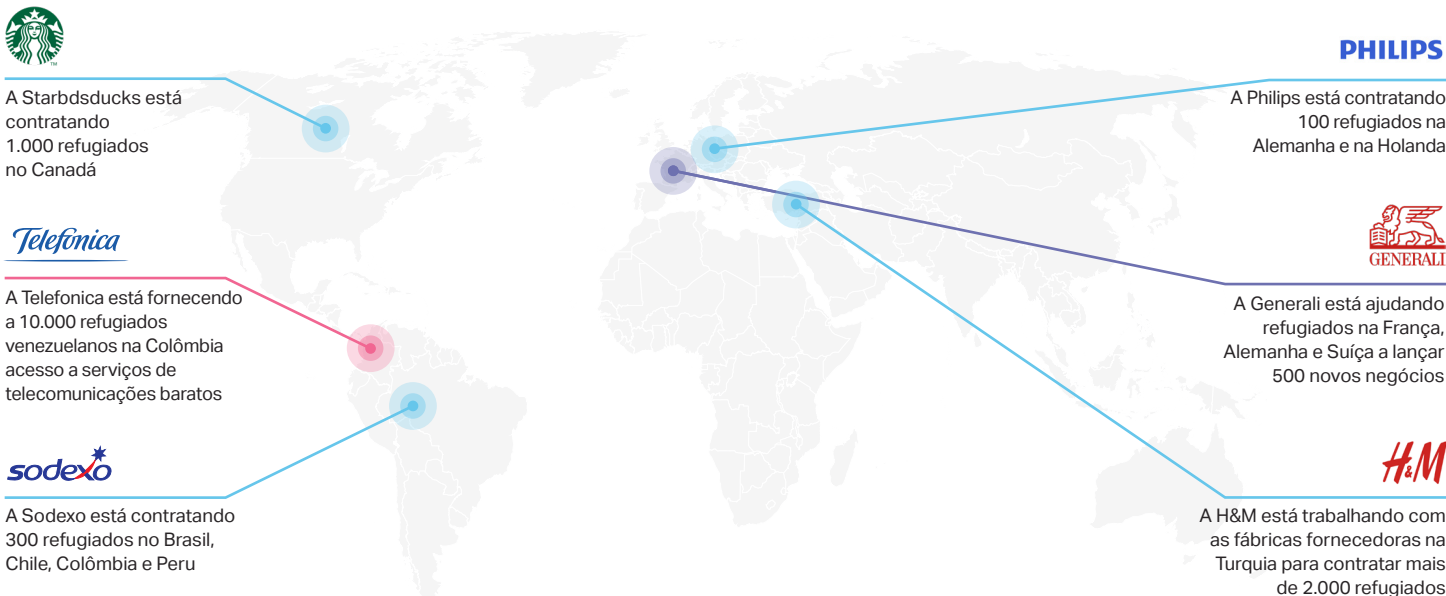 TM
A Starbdsducks está
contratando
1.000 refugiados
no Canadá
Telefónica
A Telefonica está fornecendo
a 10.000 refugiados
venezuelanos na Colômbia
acesso a serviços de
telecomunicações baratos
sodexo
A Sodexo está contratando
300 refugiados no Brasil,
Chile, Colômbia e Peru
PHILIPS
A Philips está contratando
100 refugiados na
Alemanha e na Holanda
GENERALI
A Generali está ajudando
refugiados na França,
Alemanha e Suíça a lançar
500 novos negócios
H&M
A H&M está trabalhando com
as fábricas fornecedoras na
Turquia para contratar mais
de 2.000 refugiados